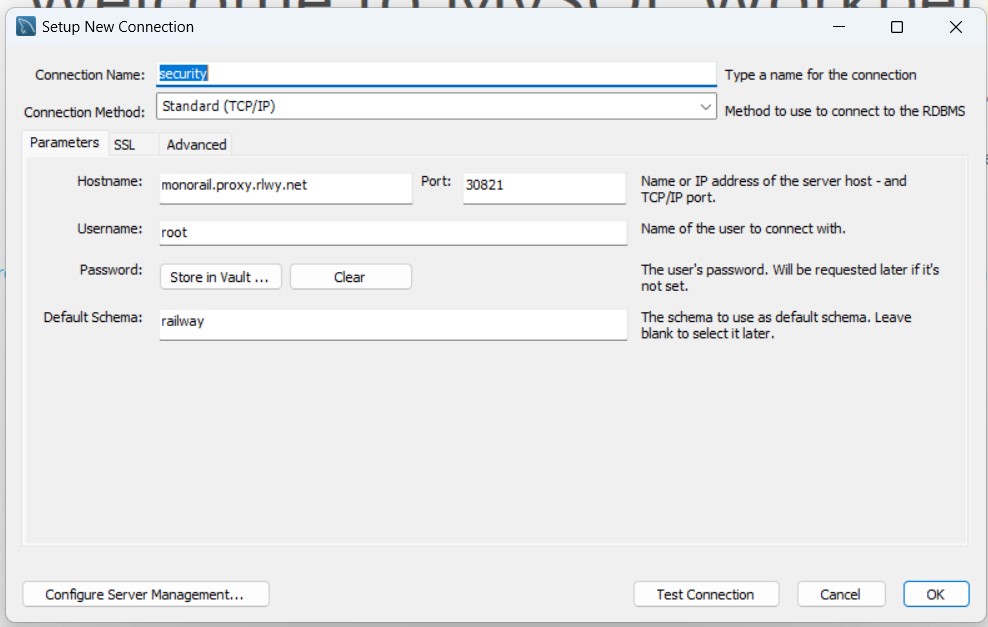 Welcome to MySQL Workben
Setup New Connection
Connection Name: security Type a name for the connection
Connection Method: Standard (TCP/IP) Method to use to connect to the RDBMS
Parameters SSL Advanced
Hostname: monorail.proxy.rlwy.net Port: 30821 Name or IP address of the server host - and
TCP/IP port.
Username: root Name of the user to connect with.
Password: Store in Vault ... Clear The user's password. Will be requested later if it's
not set.
Default Schema: railway The schema to use as default schema. Leave
blank to select it later.
Configure Server Management... Test Connection Cancel OK